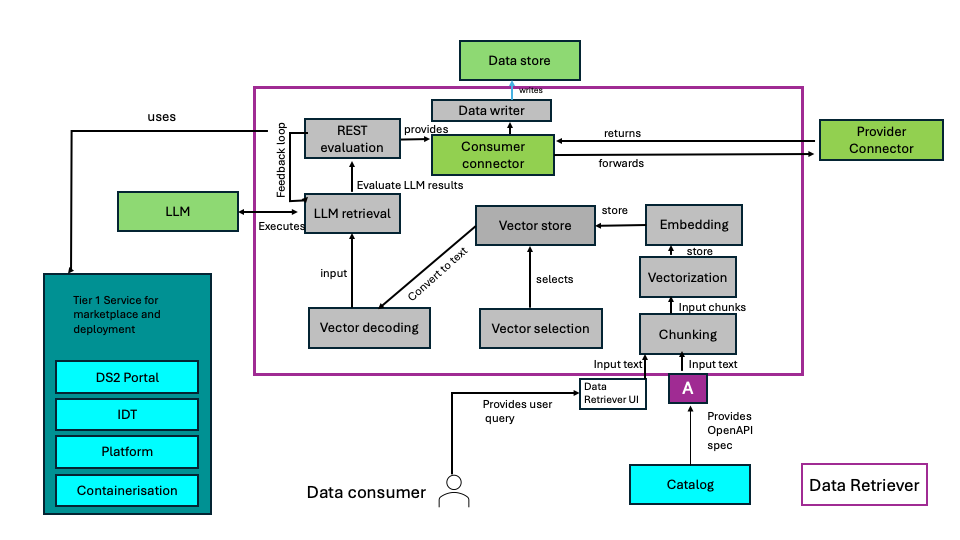 Data store
writes
Data writer
uses
REST
evaluation
provides
Feedback loop
Consumer
connector
returns
forwards
Provider
Connector
Evaluate LLM results
LLM
Executes
LLM retrieval
Vector store
store
Embedding
store
Vectorization
input
Convert to text
selects
Input chunks
Tier 1 Service for
marketplace and
deployment
Vector decoding
Vector selection
Chunking
Input text
Input text
DS2 Portal
IDT
Platform
Containerisation
Data
Retriever UI
A
Provides user
query
Provides
OpenAPI
spec
Data consumer
Catalog
Data Retriever